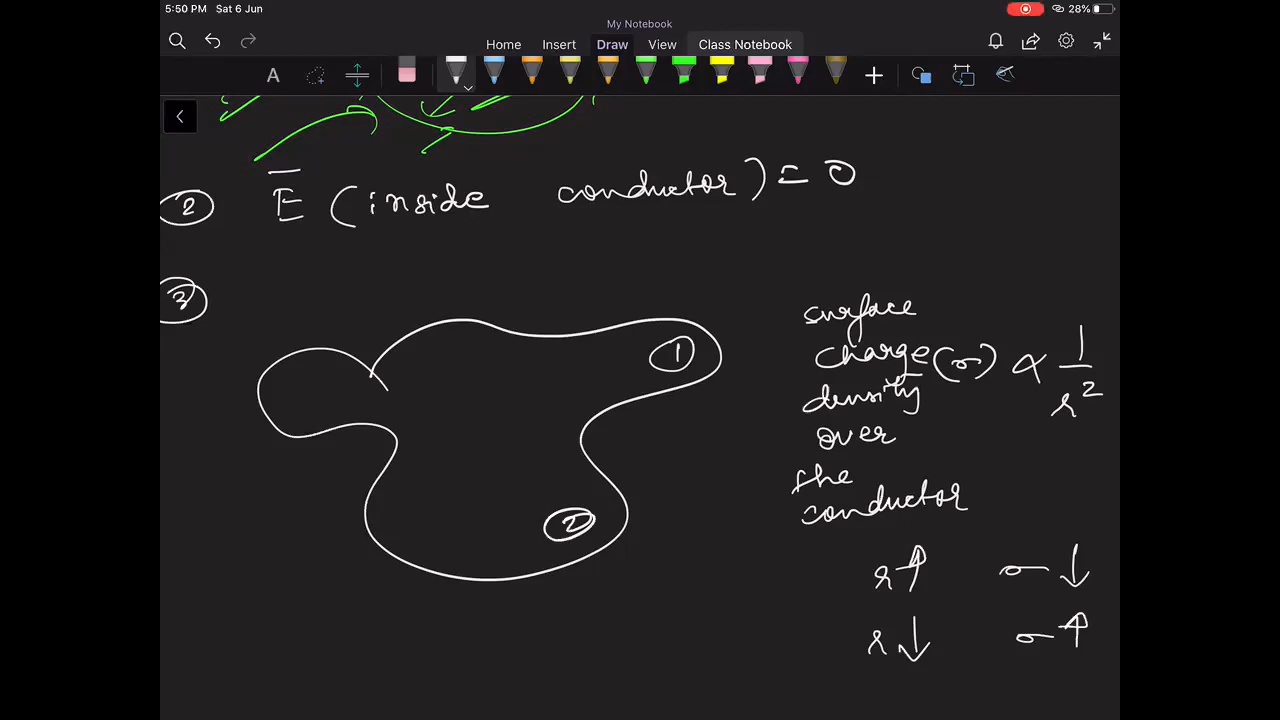 5:50 PM Sat 6 Jun
28%
My Notebook
Home Insert Draw View Class Notebook
A
② E̅ (inside conductor) = 0
③
①
②
surface
charge (σ) ∝ 1/r²
density
over
the
conductor
r↑ σ↓
r↓ σ↑